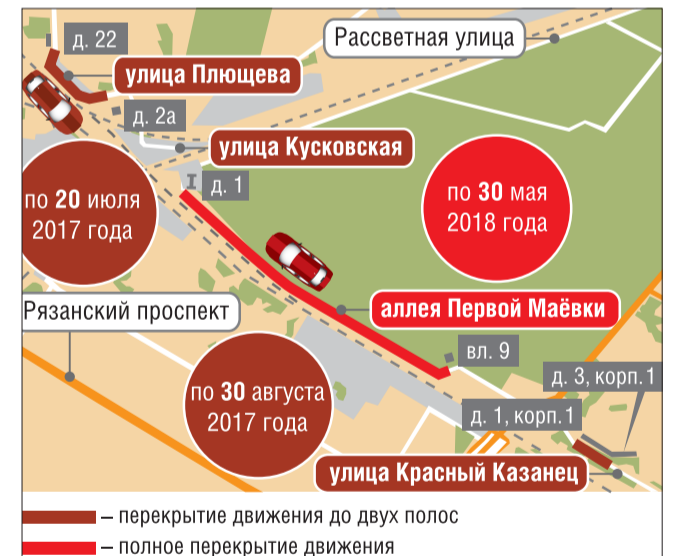 д. 22
Рассветная улица
улица Плющева
д. 2а
улица Кусковская
д. 1
по 20 июля
2017 года
по 30 мая
2018 года
Рязанский проспект
аллея Первой Маёвки
вл. 9
по 30 августа
2017 года
д. 3, корп.1
д. 1, корп.1
улица Красный Казанец
– перекрытие движения до двух полос
– полное перекрытие движения